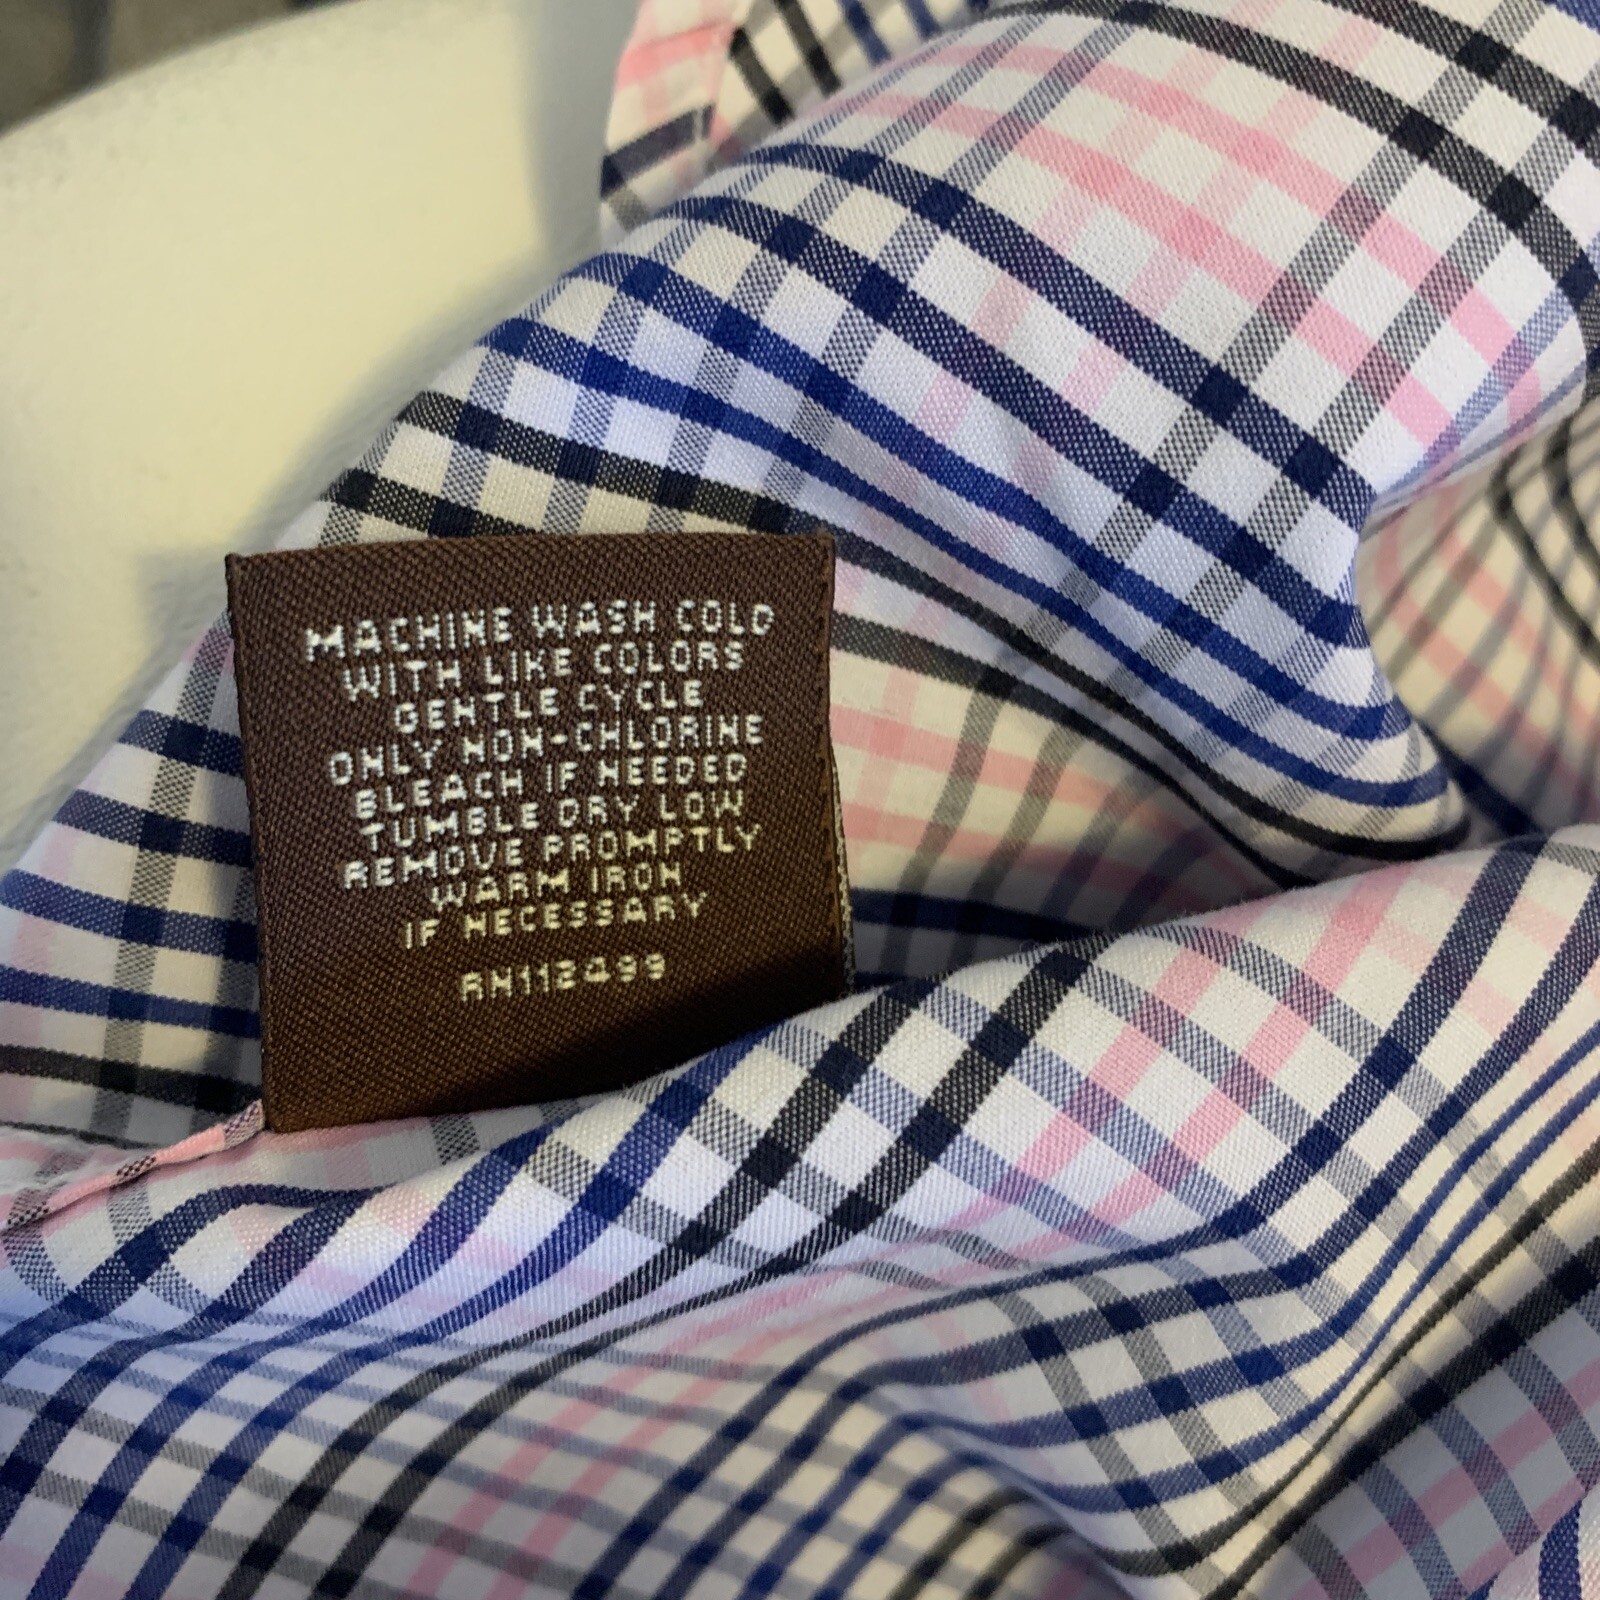 MACHINE WASH COLD
WITH LIKE COLORS
GENTLE CYCLE
ONLY NON-CHLORINE
BLEACH IF NEEDED
TUMBLE DRY LOW
REMOVE PROMPTLY
WARM IRON
IF NECESSARY
RN112499